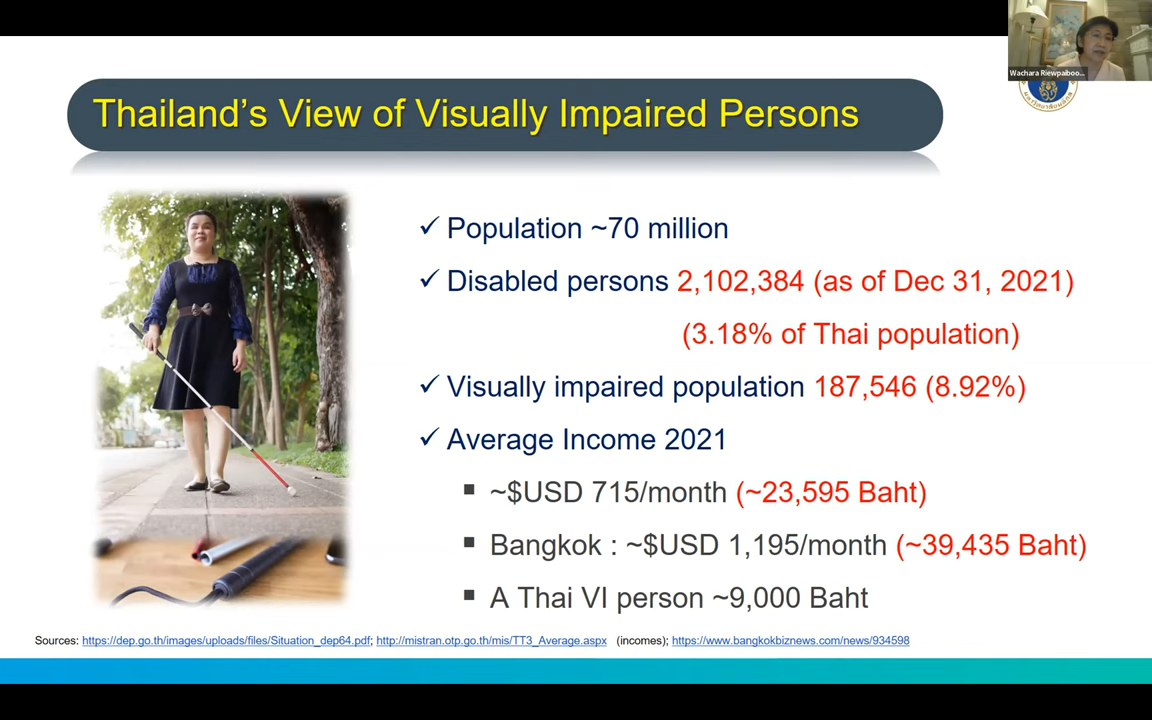 Wachara Riewpaiboo...
Thailand's View of Visually Impaired Persons
✓ Population ~70 million
✓ Disabled persons 2,102,384 (as of Dec 31, 2021)
(3.18% of Thai population)
✓ Visually impaired population 187,546 (8.92%)
✓ Average Income 2021
▪ ~$USD 715/month (~23,595 Baht)
▪ Bangkok : ~$USD 1,195/month (~39,435 Baht)
▪ A Thai VI person ~9,000 Baht
Sources: https://dep.go.th/images/uploads/files/Situation_dep64.pdf; http://mistran.otp.go.th/mis/TT3_Average.aspx (incomes); https://www.bangkokbiznews.com/news/934598